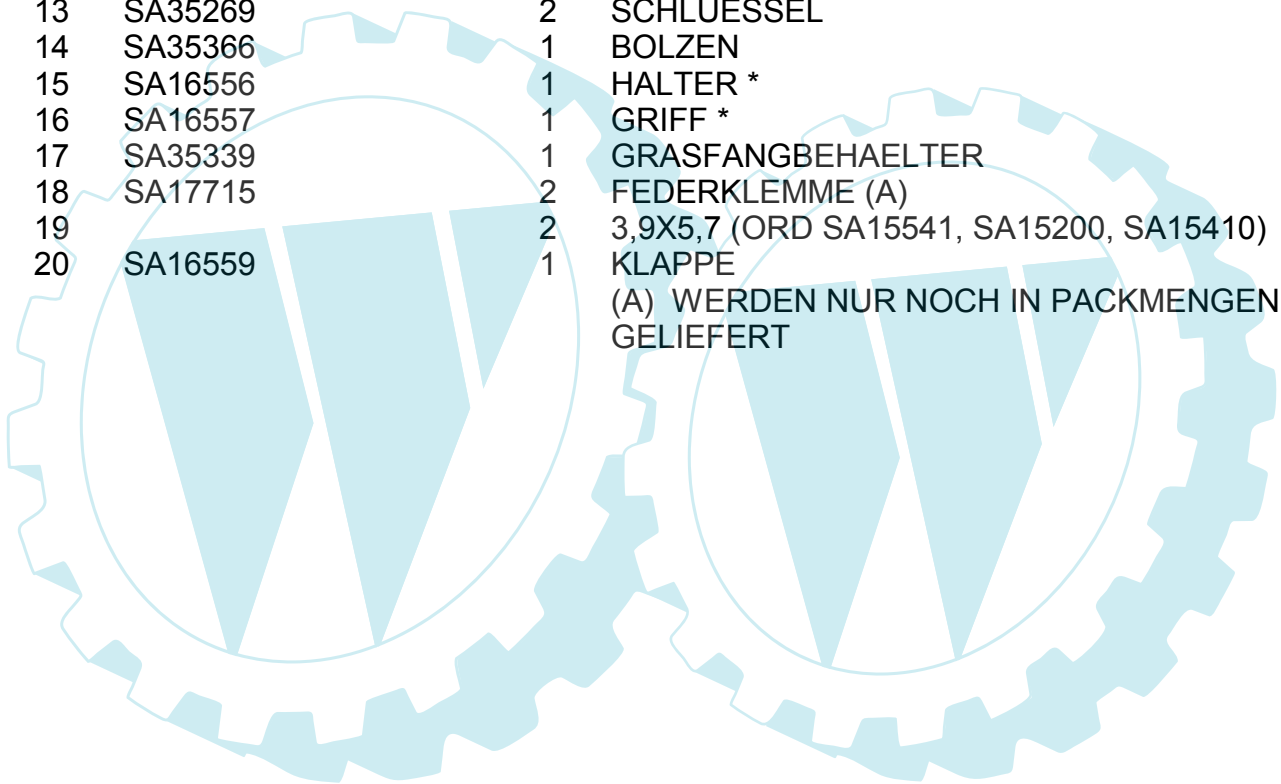 13 SA35269 2 SCHLUESSEL
14 SA35366 1 BOLZEN
15 SA16556 1 HALTER *
16 SA16557 1 GRIFF *
17 SA35339 1 GRASFANGBEHAELTER
18 SA17715 2 FEDERKLEMME (A)
19 2 3,9X5,7 (ORD SA15541, SA15200, SA15410)
20 SA16559 1 KLAPPE
(A) WERDEN NUR NOCH IN PACKMENGEN
GELIEFERT